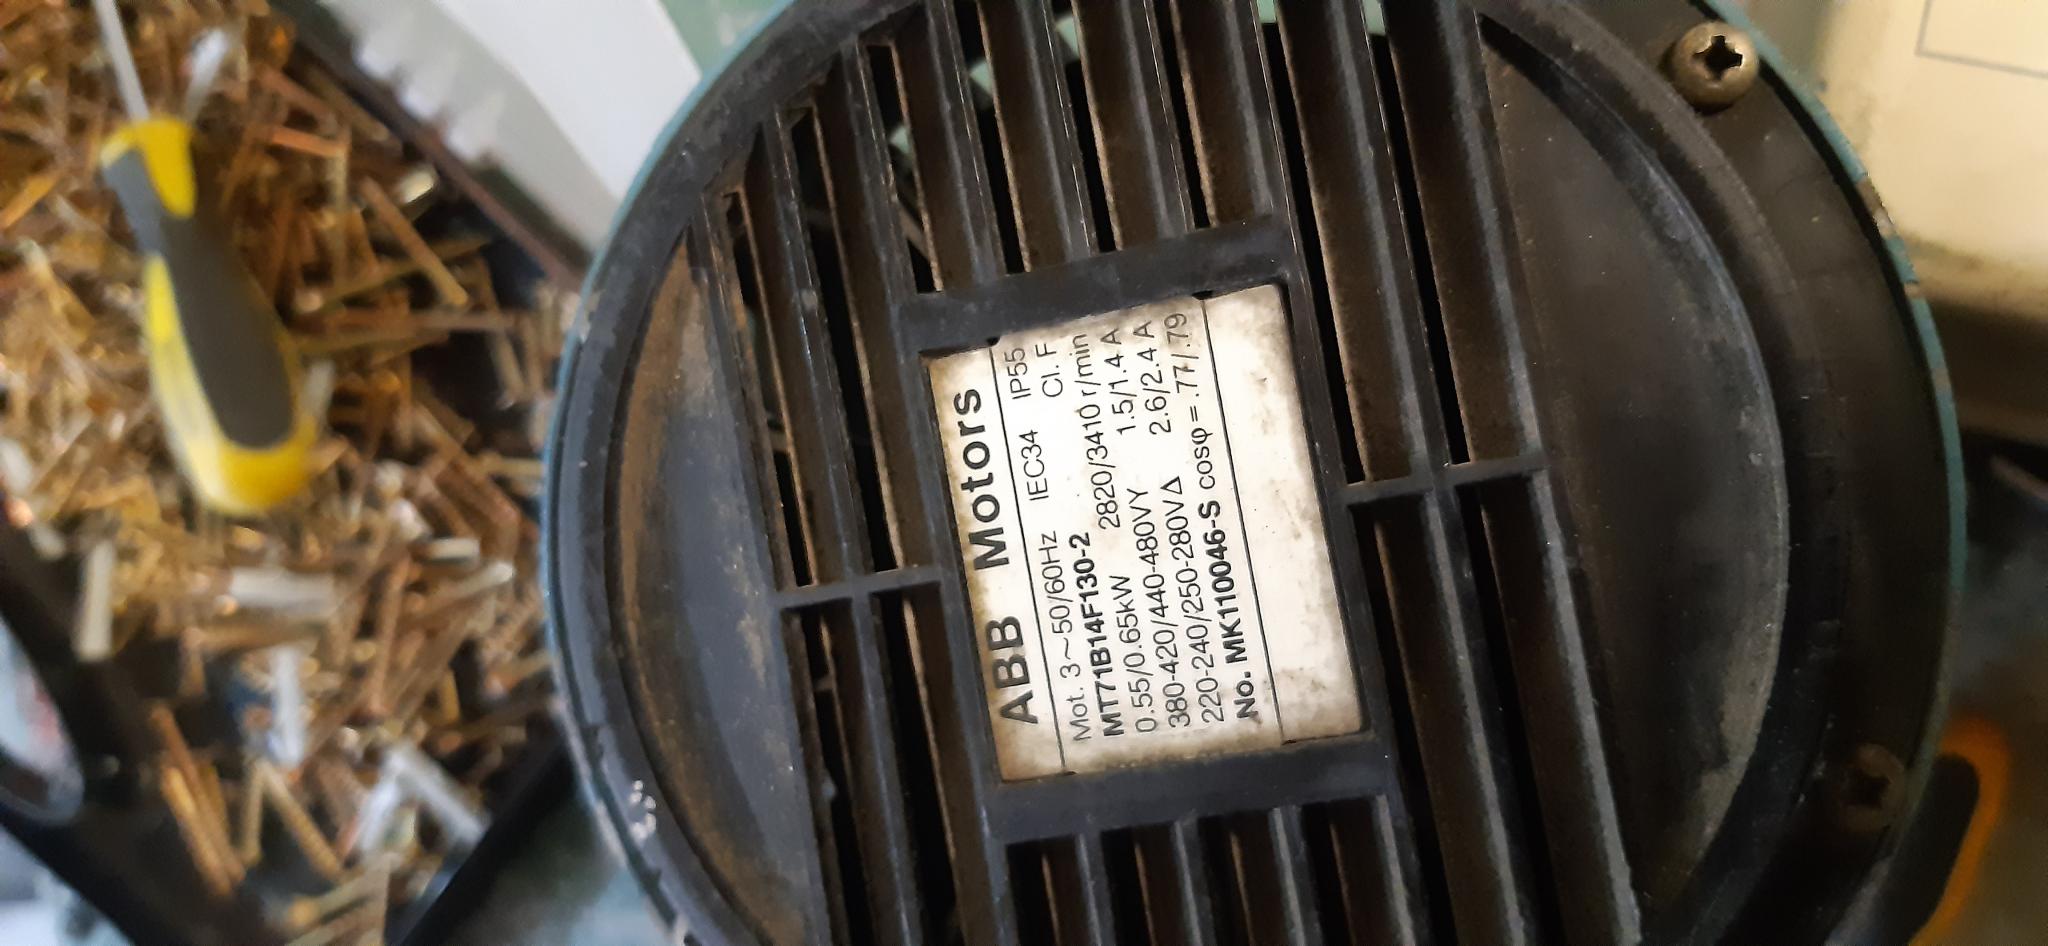 ABB Motors
Mot. 3~50/60Hz IEC34 IP55
MT71B14F130-2 Cl. F
0.55/0.65kW 2820/3410 r/min
380-420/440-480VY 1.5/1.4 A
220-240/250-280VΔ 2.6/2.4 A
No. MK110046-S cosφ = .77/.79